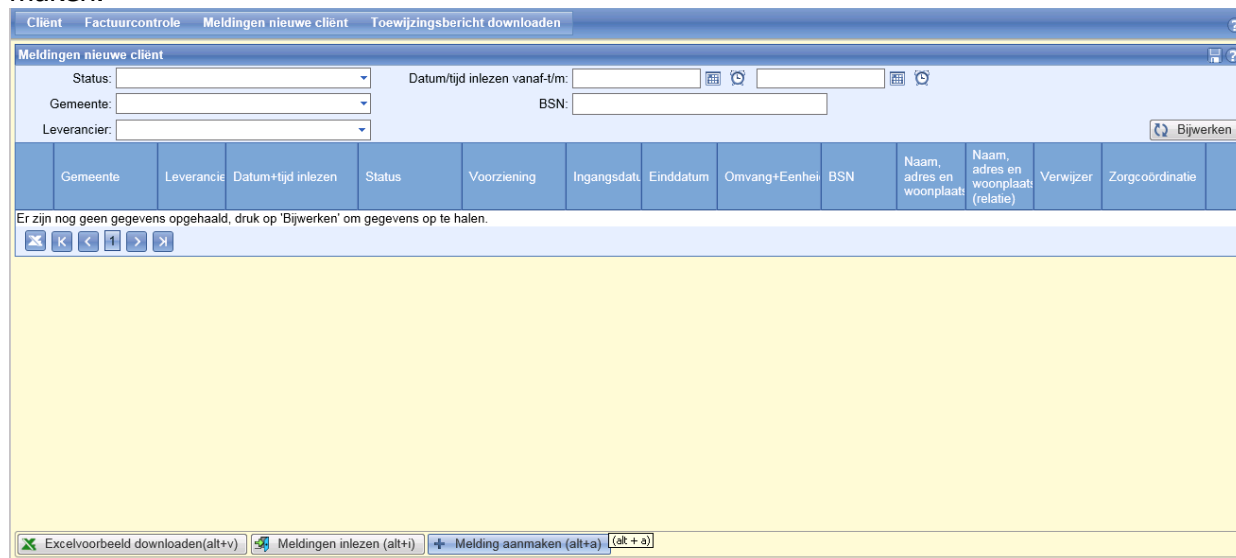 Cliënt Factuurcontrole Meldingen nieuwe cliënt Toewijzingsbericht downloaden
Meldingen nieuwe cliënt
Status: Datum/tijd inlezen vanaf-t/m:
Gemeente: BSN:
Leverancier: Bijwerken
Gemeente Leverancie Datum+tijd inlezen Status Voorziening Ingangsdatu Einddatum Omvang+Eenhei BSN Naam, adres en woonplaats Naam, adres en woonplaats (relatie) Verwijzer Zorgcoördinatie
Er zijn nog geen gegevens opgehaald, druk op 'Bijwerken' om gegevens op te halen.
1
Excelvoorbeeld downloaden(alt+v) Meldingen inlezen (alt+i) Melding aanmaken (alt+a) (alt + a)